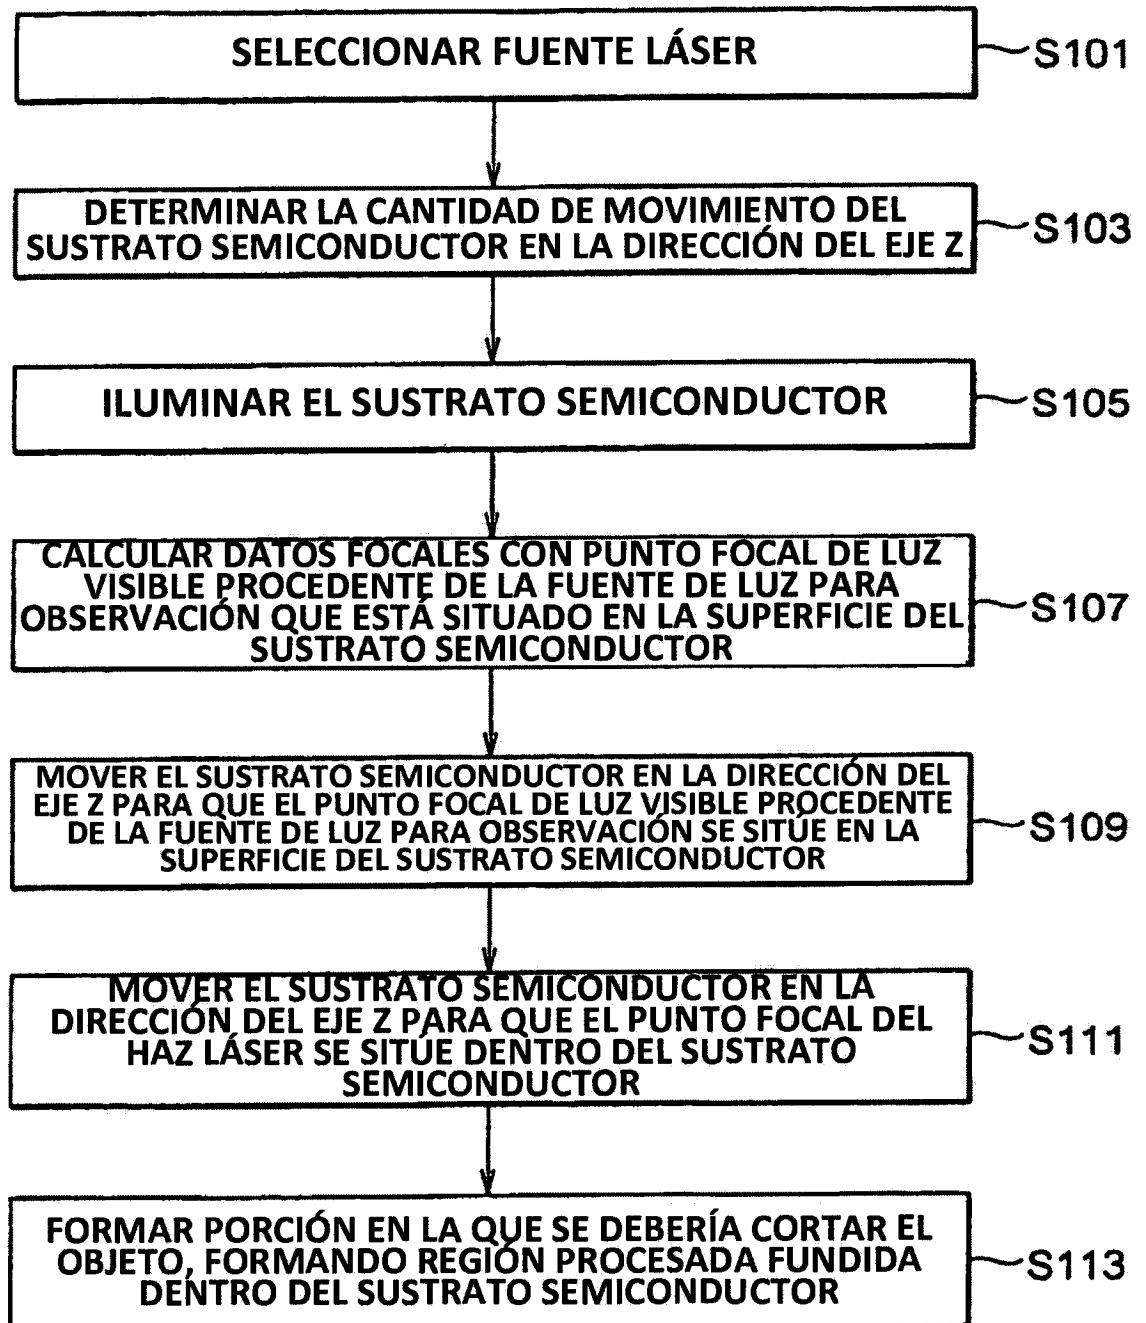 SELECCIONAR FUENTE LÁSER
S101
DETERMINAR LA CANTIDAD DE MOVIMIENTO DEL
SUSTRATO SEMICONDUCTOR EN LA DIRECCIÓN DEL EJE Z
S103
ILUMINAR EL SUSTRATO SEMICONDUCTOR
S105
CALCULAR DATOS FOCALES CON PUNTO FOCAL DE LUZ
VISIBLE PROCEDENTE DE LA FUENTE DE LUZ PARA
OBSERVACIÓN QUE ESTÁ SITUADO EN LA SUPERFICIE DEL
SUSTRATO SEMICONDUCTOR
S107
MOVER EL SUSTRATO SEMICONDUCTOR EN LA DIRECCIÓN DEL
EJE Z PARA QUE EL PUNTO FOCAL DE LUZ VISIBLE PROCEDENTE
DE LA FUENTE DE LUZ PARA OBSERVACIÓN SE SITÚE EN LA
SUPERFICIE DEL SUSTRATO SEMICONDUCTOR
S109
MOVER EL SUSTRATO SEMICONDUCTOR EN LA
DIRECCIÓN DEL EJE Z PARA QUE EL PUNTO FOCAL DEL
HAZ LÁSER SE SITÚE DENTRO DEL SUSTRATO
SEMICONDUCTOR
S111
FORMAR PORCIÓN EN LA QUE SE DEBERÍA CORTAR EL
OBJETO, FORMANDO REGIÓN PROCESADA FUNDIDA
DENTRO DEL SUSTRATO SEMICONDUCTOR
S113